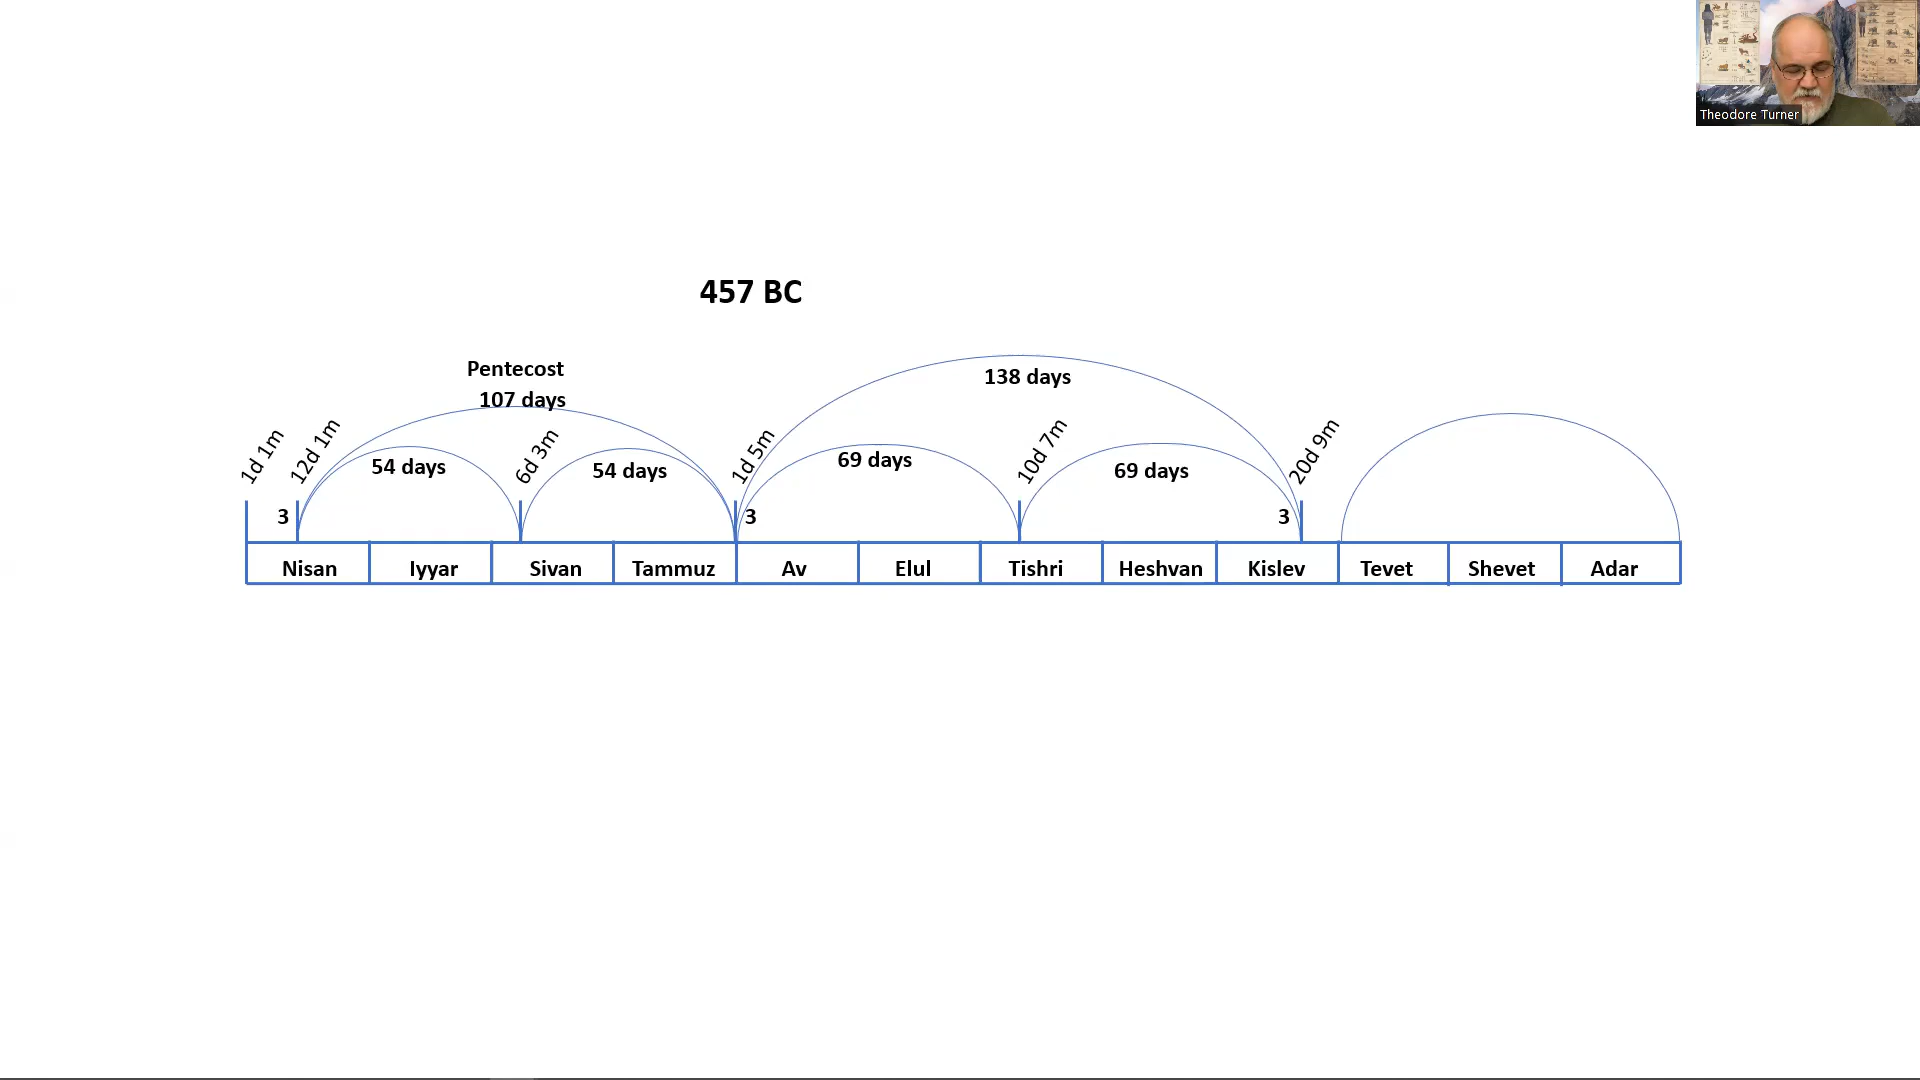 Theodore Turner
457 BC
Pentecost
107 days
138 days
1d 1m
12d 1m
54 days
6d 3m
54 days
1d 5m
69 days
10d 7m
69 days
20d 9m
3
3
3
Nisan
Iyyar
Sivan
Tammuz
Av
Elul
Tishri
Heshvan
Kislev
Tevet
Shevet
Adar